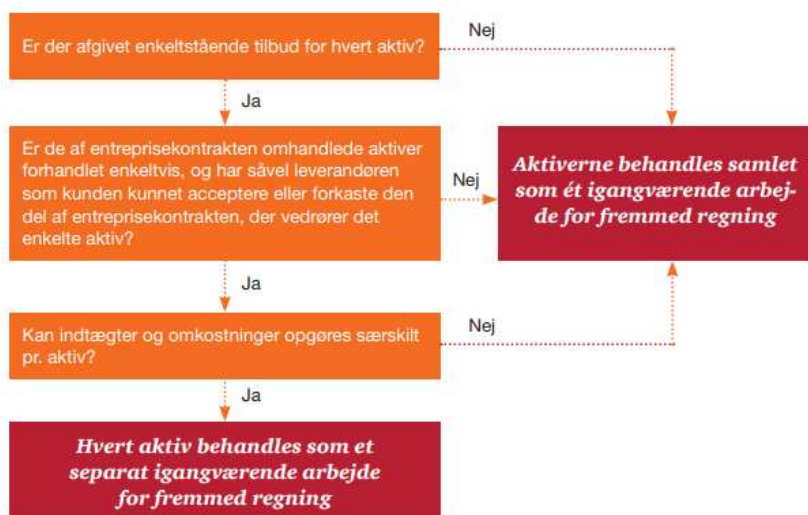 Er der afgivet enkeltstående tilbud for hvert aktiv?
Nej
Ja
Er de af entreprisekontrakten omhandlede aktiver
forhandlet enkeltvis, og har såvel leverandøren
som kunden kunnet acceptere eller forkaste den
del af entreprisekontrakten, der vedrører det
enkelte aktiv?
Nej
Aktiverne behandles samlet
som ét igangværende arbej-
de for fremmed regning
Ja
Kan indtægter og omkostninger opgøres særskilt
pr. aktiv?
Nej
Ja
Hvert aktiv behandles som et
separat igangværende arbejde
for fremmed regning